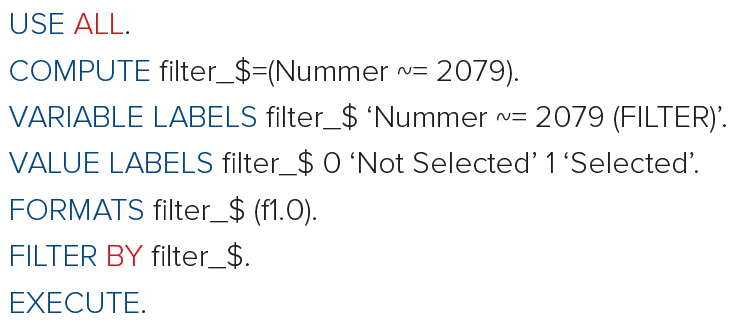 USE ALL.
COMPUTE filter_$=(Nummer ~= 2079).
VARIABLE LABELS filter_$ ‘Nummer ~= 2079 (FILTER)’.
VALUE LABELS filter_$ 0 ‘Not Selected’ 1 ‘Selected’.
FORMATS filter_$ (f1.0).
FILTER BY filter_$.
EXECUTE.